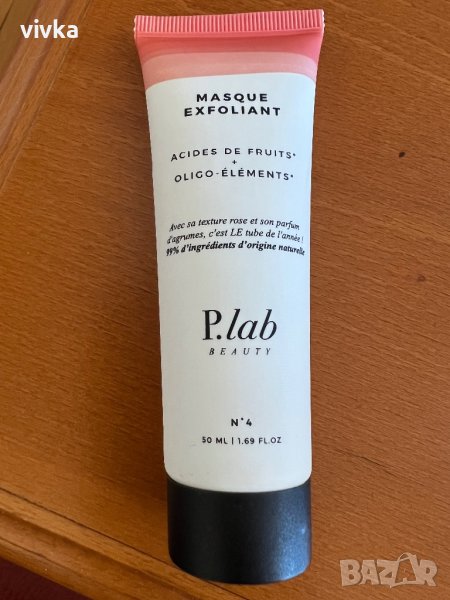 vivka
MASQUE
EXFOLIANT
ACIDES DE FRUITS*
+
OLIGO-ÉLÉMENTS*
Avec sa texture rose et son parfum
d'agrumes, c'est LE tube de l'année !
99% d'ingrédients d'origine naturelle
P.lab
BEAUTY
N°4
50 ML | 1.69 FL.OZ
BAZAR